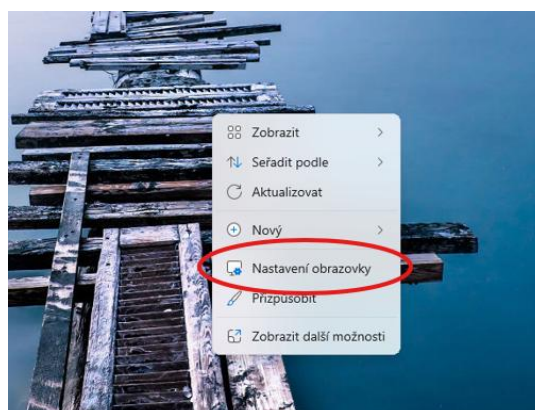 Zobrazit
Seřadit podle
Aktualizovat
Nový
Nastavení obrazovky
Přizpůsobit
Zobrazit další možnosti